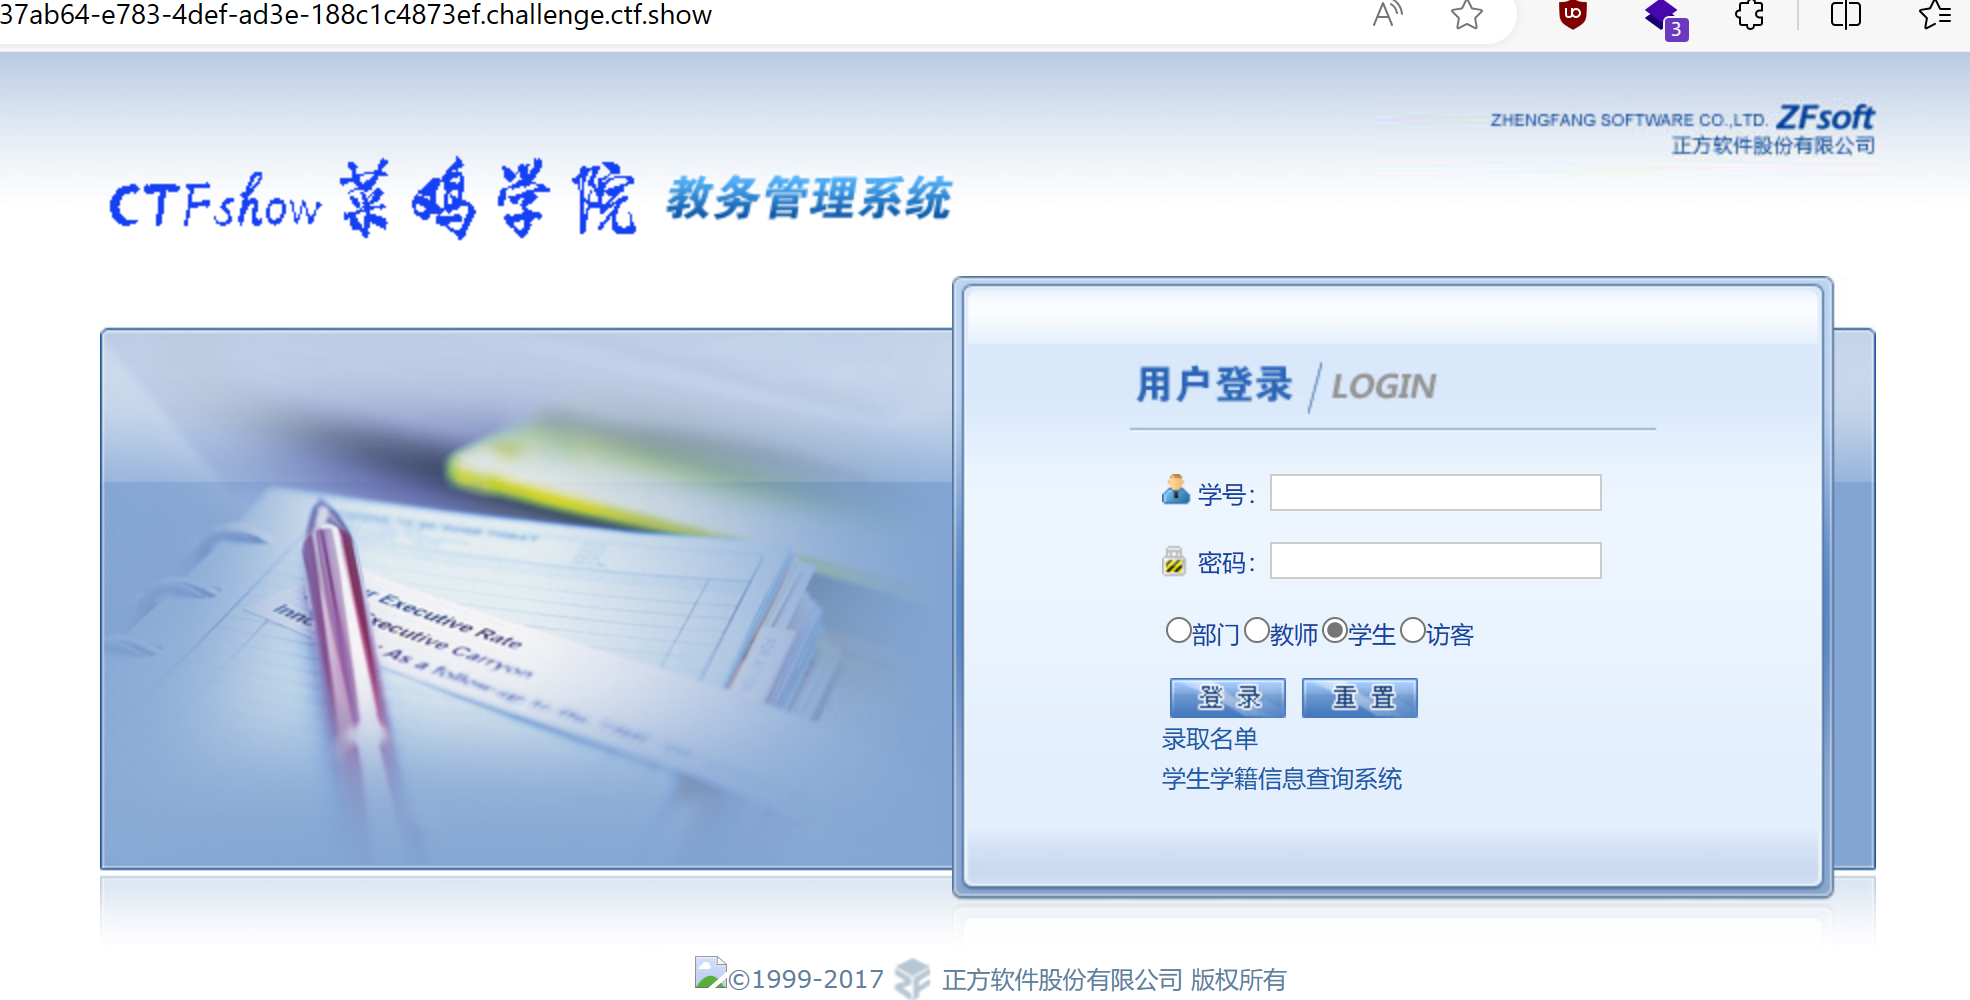 37ab64-e783-4def-ad3e-188c1c4873ef.challenge.ctf.show
3
ZHENGFANG SOFTWARE CO.,LTD. ZFsoft
正方软件股份有限公司
CTFshow 菜鸡学院 教务管理系统
用户登录 / LOGIN
学号：
密码：
部门 教师 学生 访客
登 录 重 置
录取名单
学生学籍信息查询系统
Executive Rate
Executive Carryon
As a follow-up to the
©1999-2017 正方软件股份有限公司 版权所有